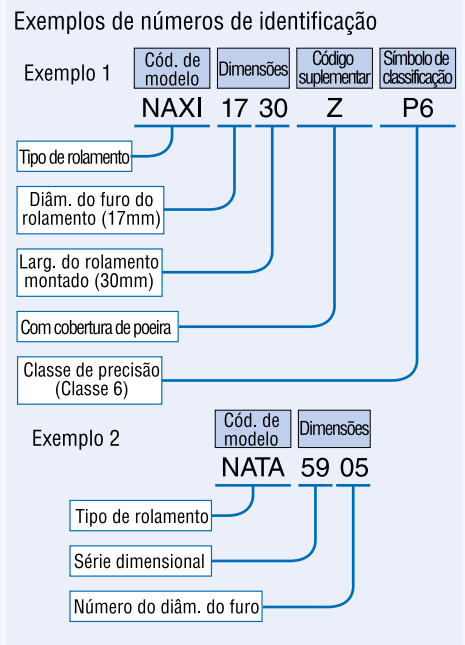 Exemplos de números de identificação
Exemplo 1
Cód. de
modelo
Dimensões
Código
suplementar
Símbolo de
classificação
NAXI 17 30 Z P6
Tipo de rolamento
Diâm. do furo do
rolamento (17mm)
Larg. do rolamento
montado (30mm)
Com cobertura de poeira
Classe de precisão
(Classe 6)
Exemplo 2
Cód. de
modelo
Dimensões
NATA 59 05
Tipo de rolamento
Série dimensional
Número do diâm. do furo